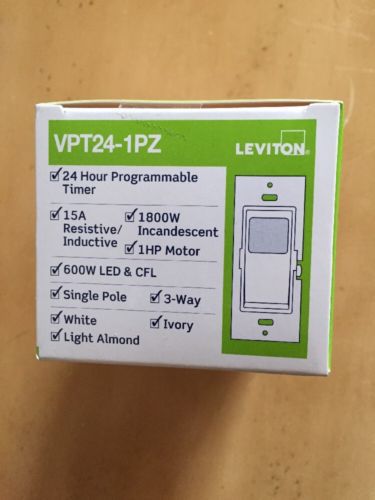 VPT24-1PZ
LEVITON®
24 Hour Programmable
Timer
15A
Resistive/
Inductive
1800W
Incandescent
1HP Motor
600W LED & CFL
Single Pole
3-Way
White
Ivory
Light Almond